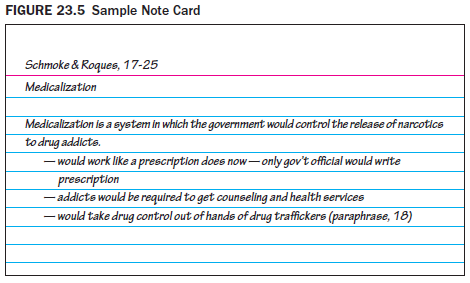 FIGURE 23.5 Sample Note Card
Schmoke & Roques, 17-25
Medicalization
Medicalization is a system in which the government would control the release of narcotics
to drug addicts.
— would work like a prescription does now — only gov't official would write
prescription
— addicts would be required to get counseling and health services
— would take drug control out of hands of drug traffickers (paraphrase, 18)